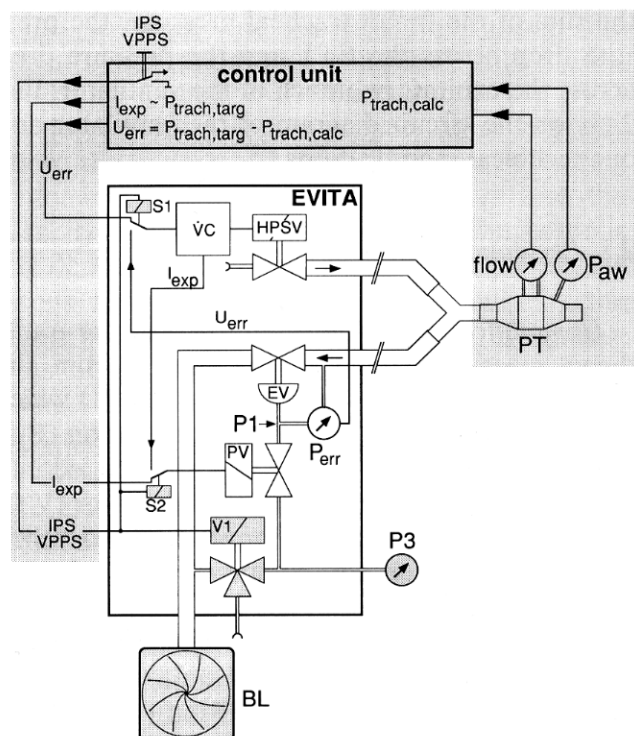 IPS
VPPS
control unit
I_exp ~ P_trach,targ
U_err = P_trach,targ - P_trach,calc
P_trach,calc
U_err
EVITA
S1
V̇C
HPSV
I_exp
flow
P_aw
PT
U_err
EV
P1
P_err
PV
I_exp
S2
IPS
VPPS
V1
P3
BL